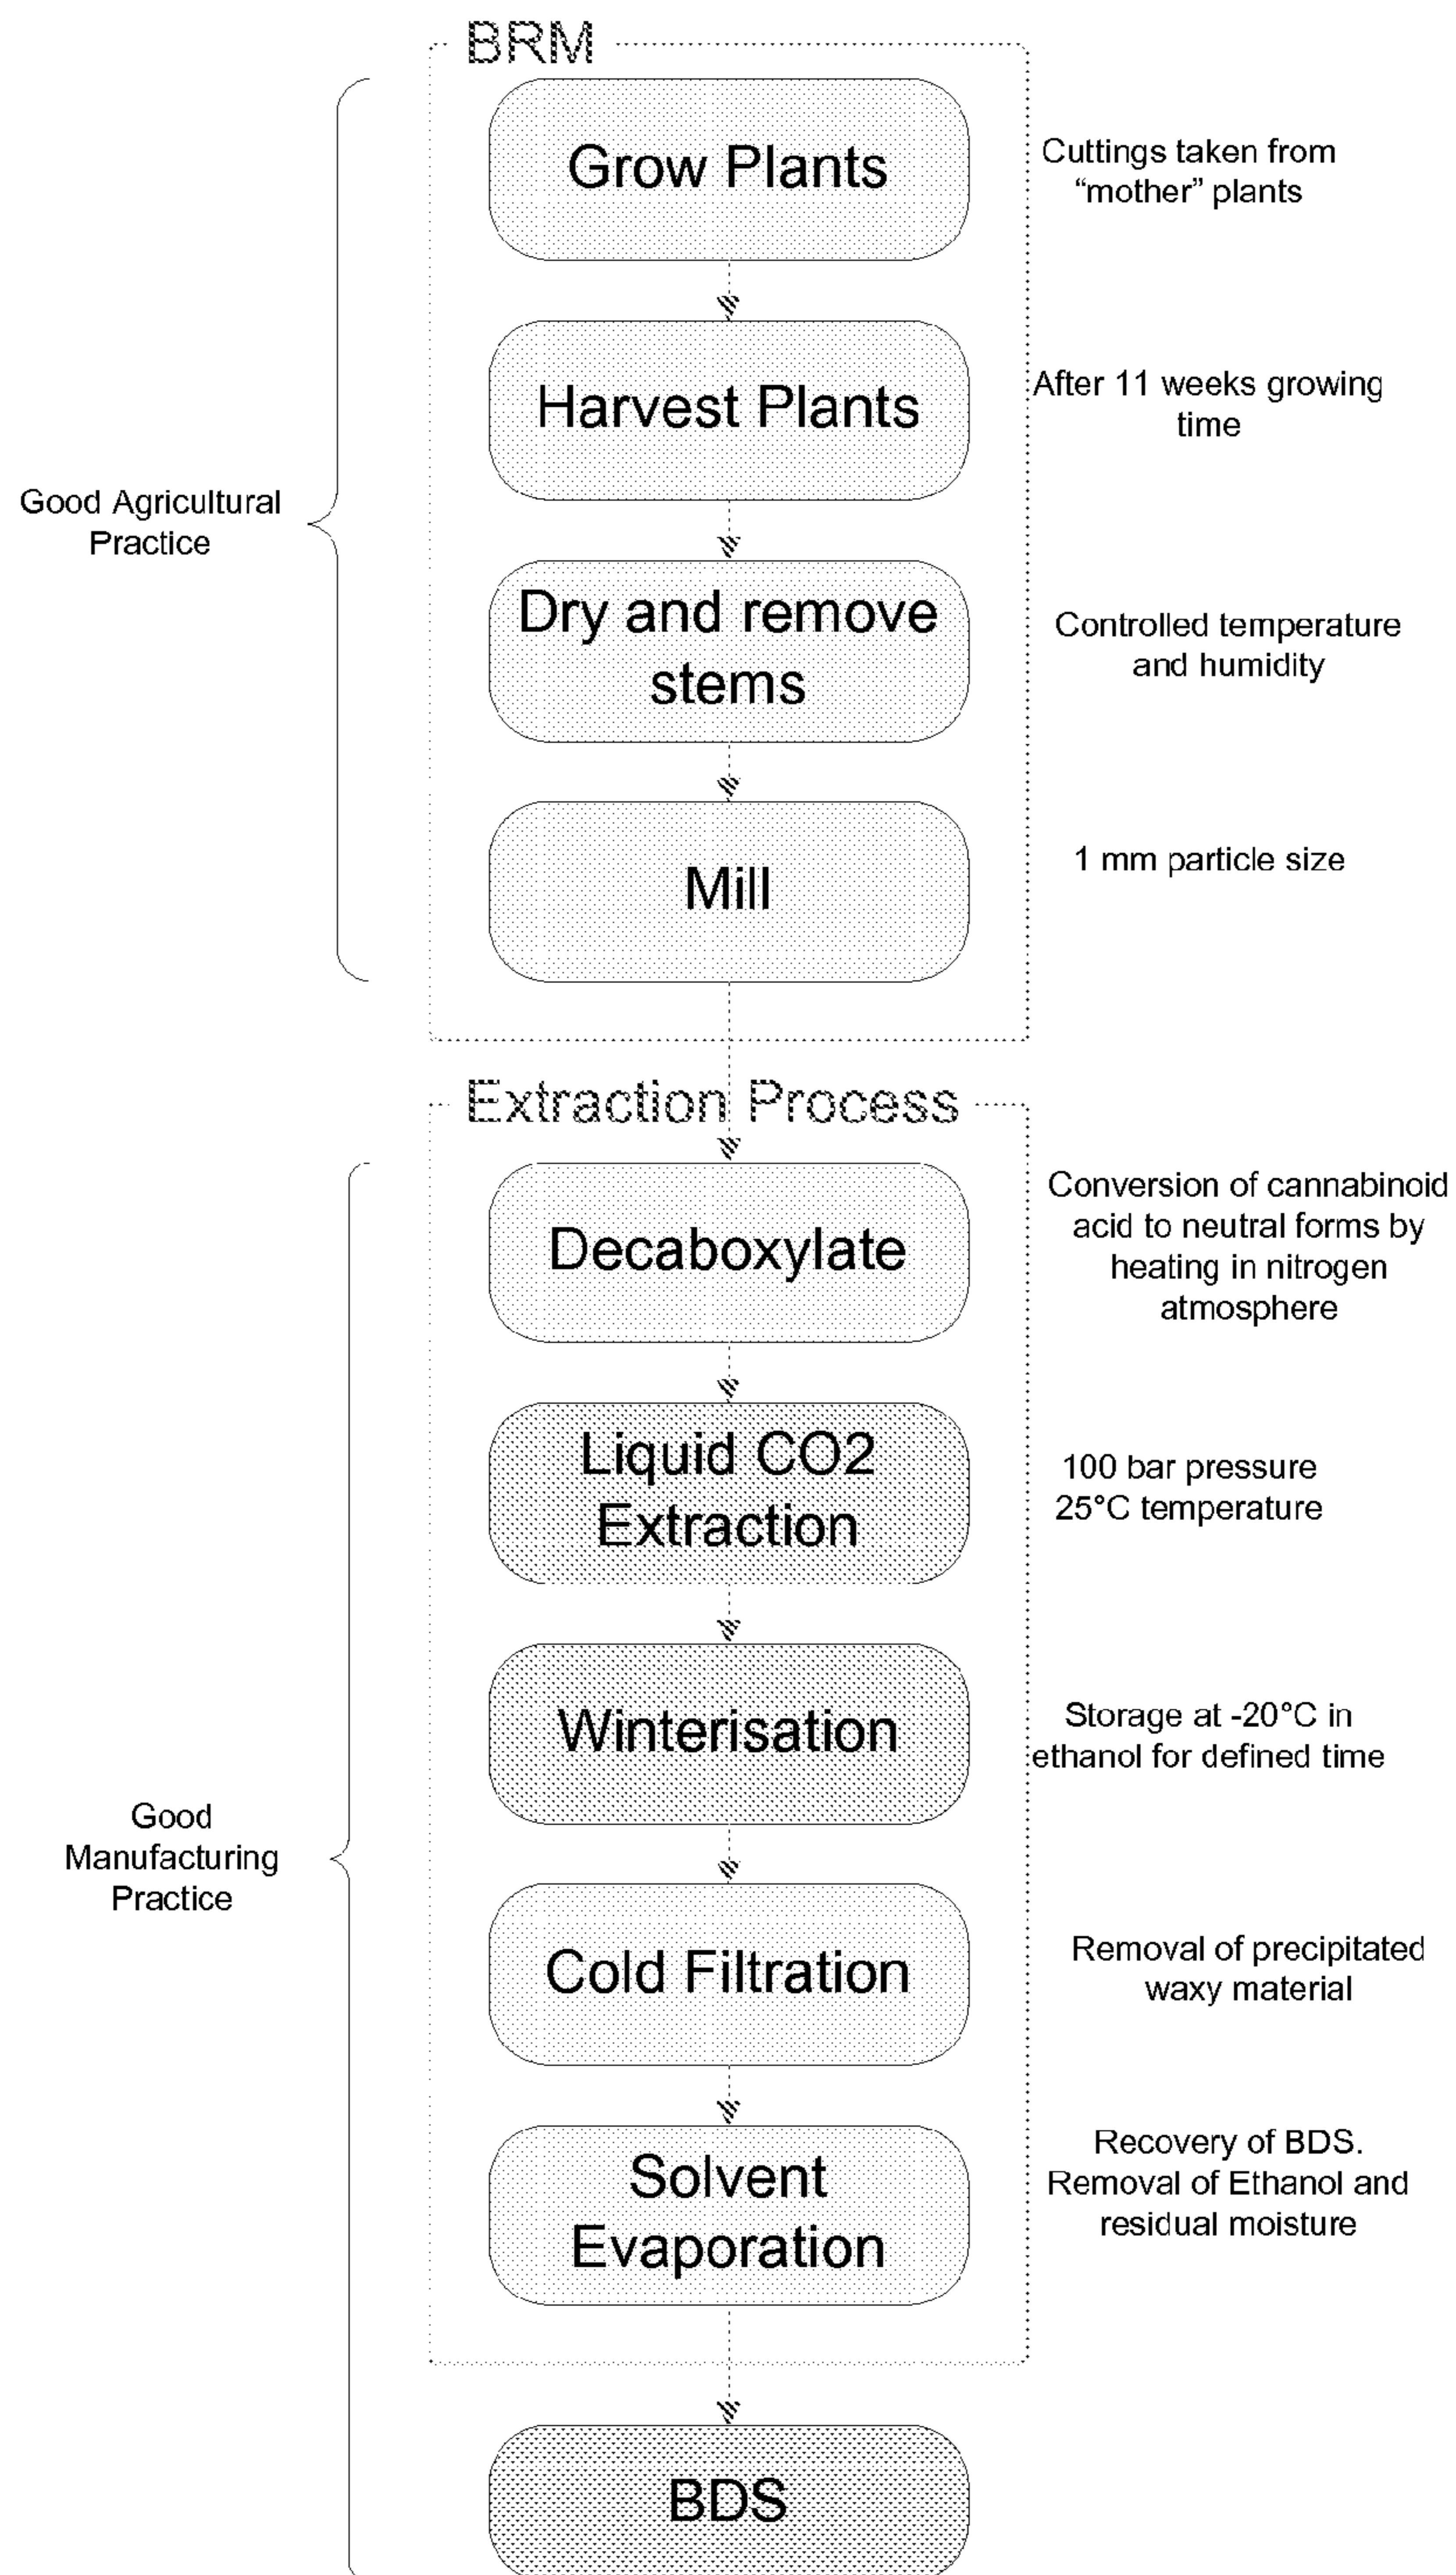 BRM
Grow Plants
Cuttings taken from
“mother” plants
Harvest Plants
After 11 weeks growing
time
Good Agricultural
Practice
Dry and remove
stems
Controlled temperature
and humidity
Mill
1 mm particle size
Extraction Process
Decaboxylate
Conversion of cannabinoid
acid to neutral forms by
heating in nitrogen
atmosphere
Liquid CO2
Extraction
100 bar pressure
25°C temperature
Winterisation
Storage at -20°C in
ethanol for defined time
Good
Manufacturing
Practice
Cold Filtration
Removal of precipitated
waxy material
Solvent
Evaporation
Recovery of BDS.
Removal of Ethanol and
residual moisture
BDS